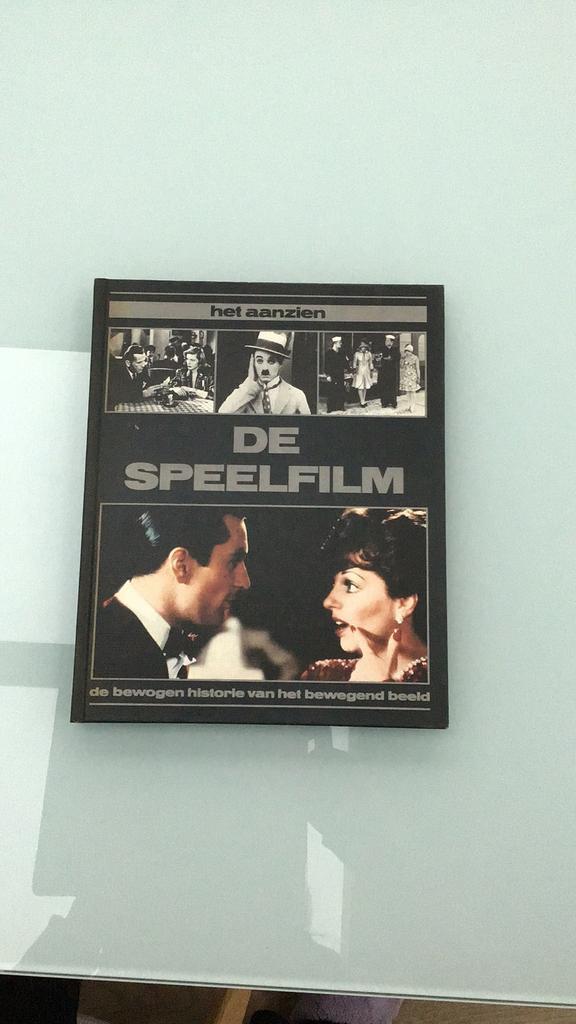 het aanzien
DE
SPEELFILM
de bewogen historie van het bewegend beeld